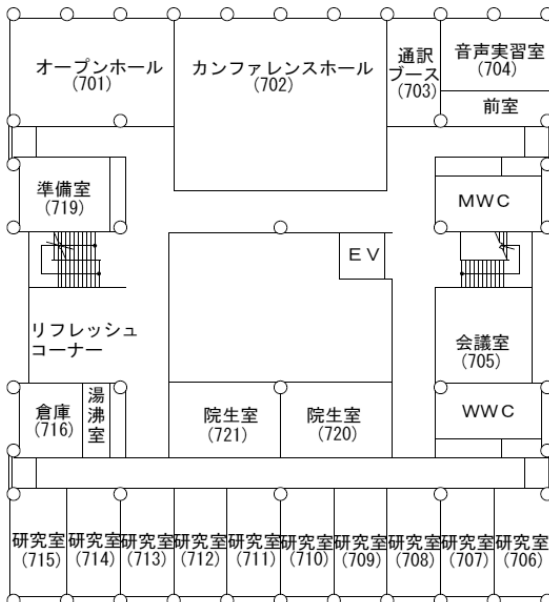 オープンホール
(701)
カンファレンスホール
(702)
通訳
ブース
(703)
音声実習室
(704)
前室
準備室
(719)
MWC
EV
リフレッシュ
コーナー
会議室
(705)
倉庫
(716)
湯沸室
院生室
(721)
院生室
(720)
WWC
研究室
(715)
研究室
(714)
研究室
(713)
研究室
(712)
研究室
(711)
研究室
(710)
研究室
(709)
研究室
(708)
研究室
(707)
研究室
(706)